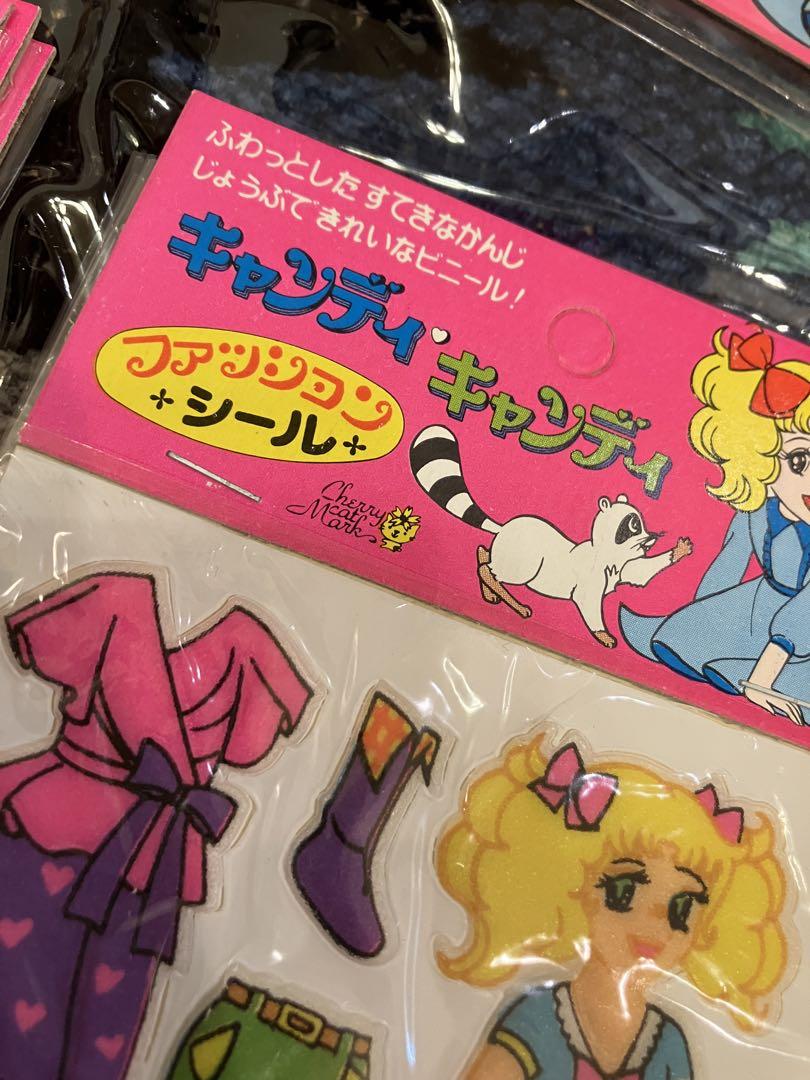 ふわっとした すてきなかんじ
じょうぶで きれいなビニール!
キャンディ♡キャンディ
ファッション
シール
Cherry
cat
Mark